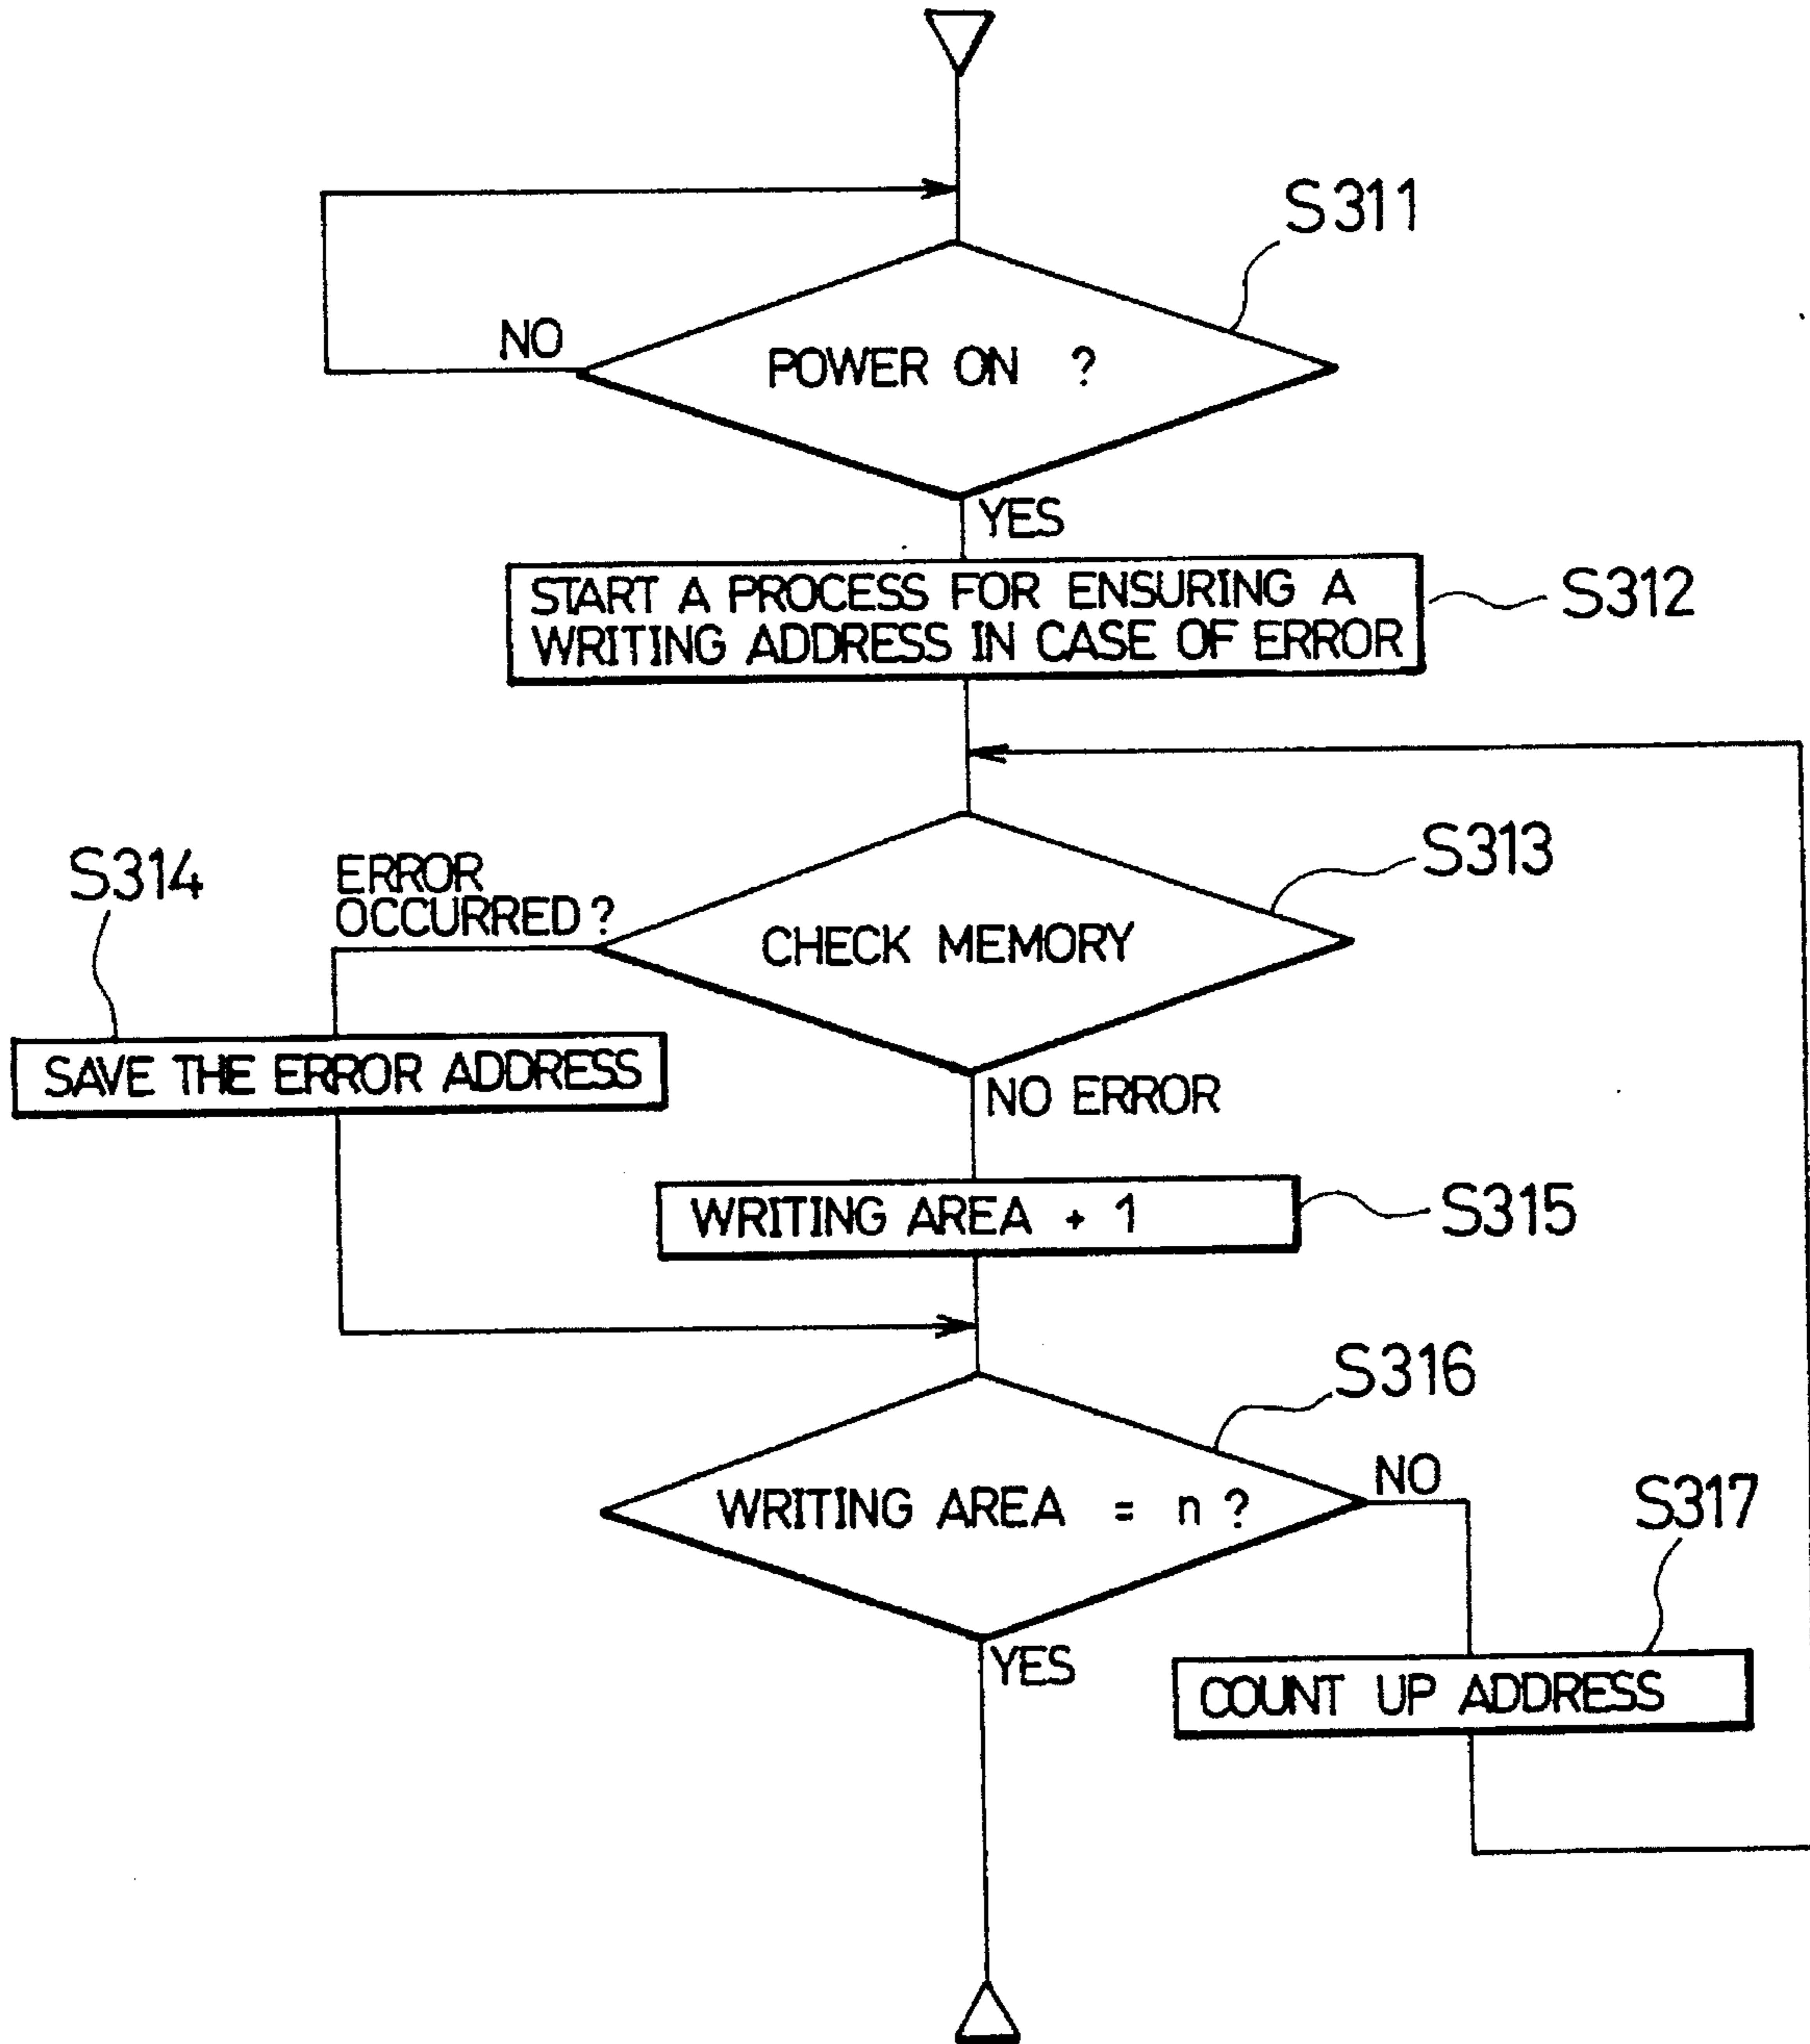 S311
NO
POWER ON ?
YES
START A PROCESS FOR ENSURING A
WRITING ADDRESS IN CASE OF ERROR
S312
S313
S314
ERROR
OCCURRED ?
CHECK MEMORY
SAVE THE ERROR ADDRESS
NO ERROR
WRITING AREA + 1
S315
S316
NO
WRITING AREA = n ?
S317
YES
COUNT UP ADDRESS